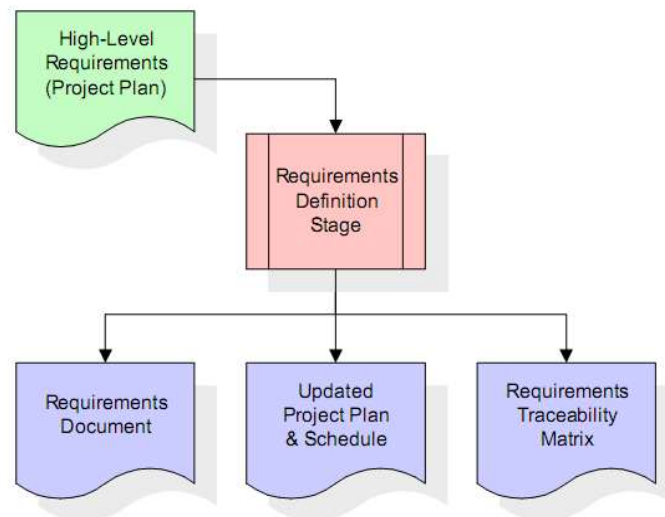 High-Level
Requirements
(Project Plan)
Requirements
Definition
Stage
Requirements
Document
Updated
Project Plan
& Schedule
Requirements
Traceability
Matrix